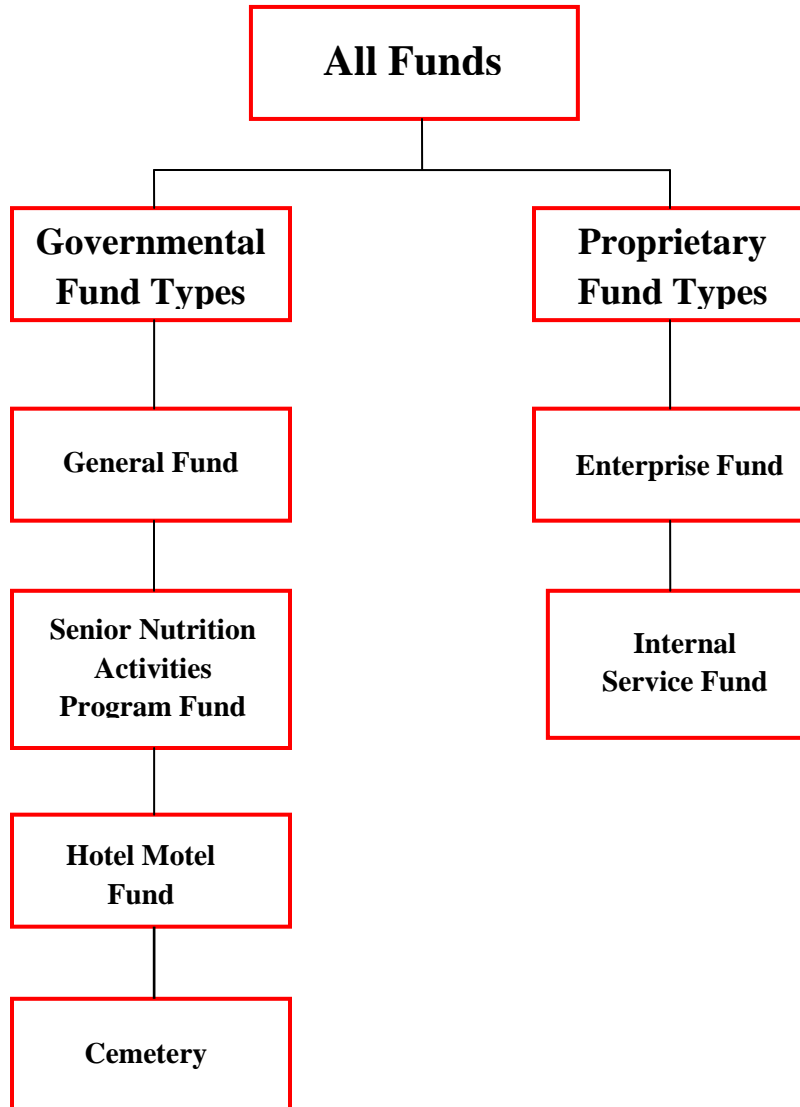 All Funds
Governmental
Fund Types
Proprietary
Fund Types
General Fund
Enterprise Fund
Senior Nutrition
Activities
Program Fund
Internal
Service Fund
Hotel Motel
Fund
Cemetery